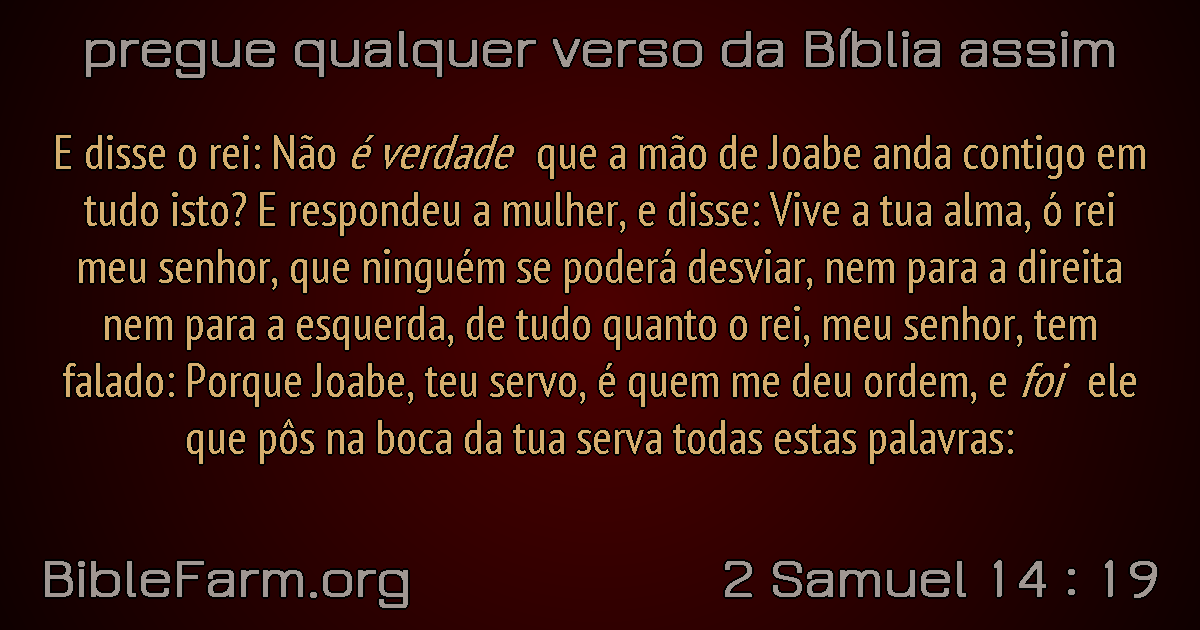 pregue qualquer verso da Bíblia assim
E disse o rei: Não é verdade que a mão de Joabe anda contigo em
tudo isto? E respondeu a mulher, e disse: Vive a tua alma, ó rei
meu senhor, que ninguém se poderá desviar, nem para a direita
nem para a esquerda, de tudo quanto o rei, meu senhor, tem
falado: Porque Joabe, teu servo, é quem me deu ordem, e foi ele
que pôs na boca da tua serva todas estas palavras:
BibleFarm.org
2 Samuel 14 : 19